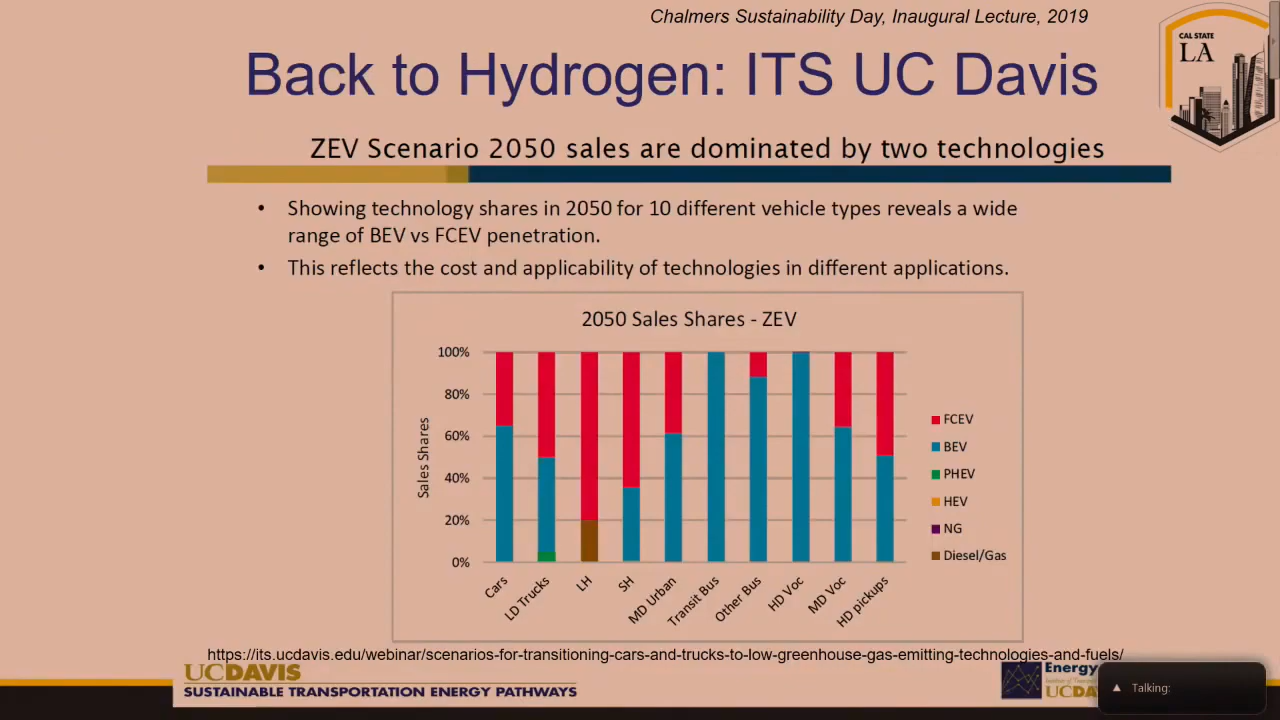 Chalmers Sustainability Day, Inaugural Lecture, 2019
CAL STATE
LA
Back to Hydrogen: ITS UC Davis
ZEV Scenario 2050 sales are dominated by two technologies
• Showing technology shares in 2050 for 10 different vehicle types reveals a wide
range of BEV vs FCEV penetration.
• This reflects the cost and applicability of technologies in different applications.
2050 Sales Shares - ZEV
100%
80%
60%
40%
20%
0%
Sales Shares
Cars
LD Trucks
LH
SH
MD Urban
Transit Bus
Other Bus
HD Voc
MD Voc
HD pickups
FCEV
BEV
PHEV
HEV
NG
Diesel/Gas
https://its.ucdavis.edu/webinar/scenarios-for-transitioning-cars-and-trucks-to-low-greenhouse-gas-emitting-technologies-and-fuels/
UCDAVIS
SUSTAINABLE TRANSPORTATION ENERGY PATHWAYS
Energy
UCDA
▲ Talking: